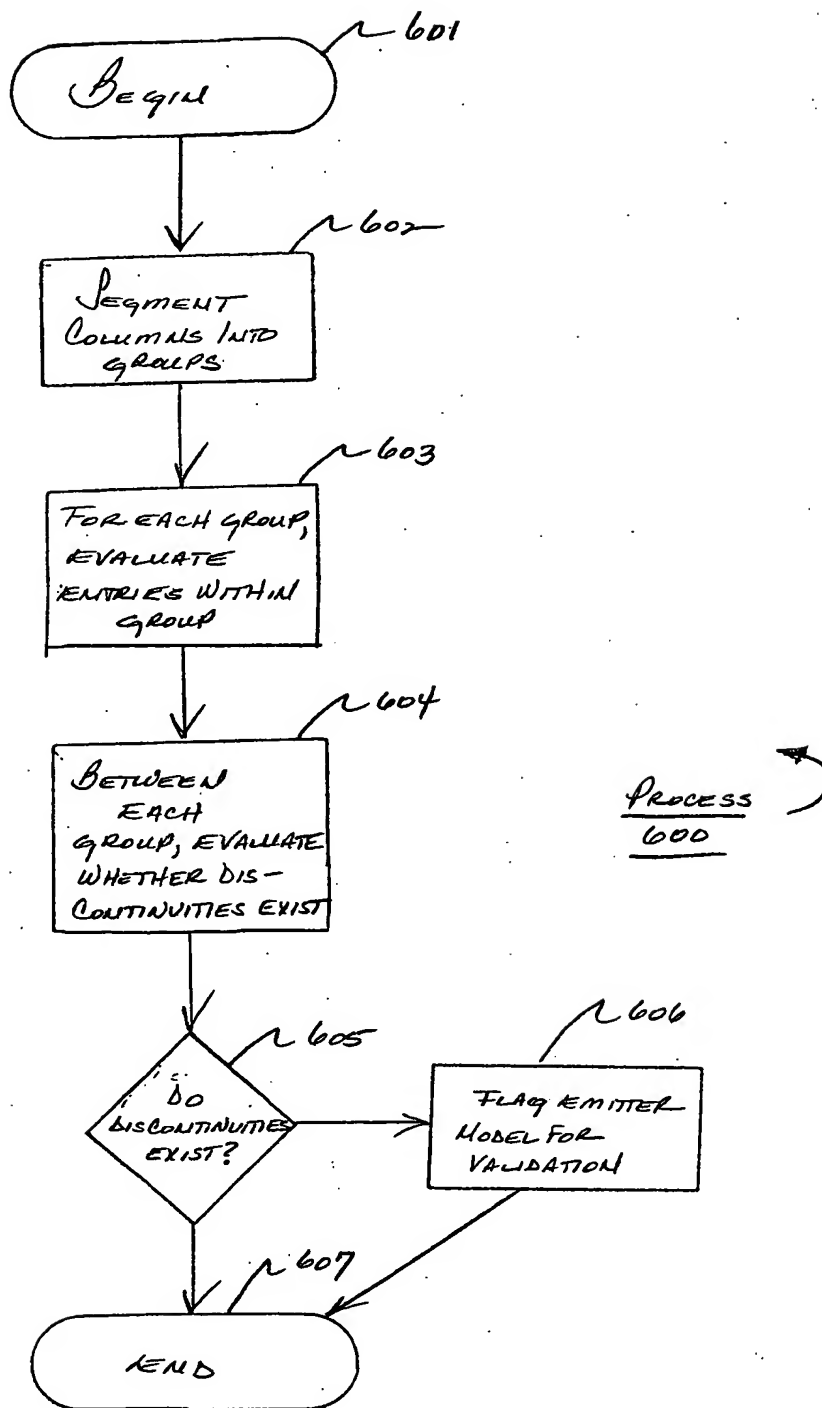 601
BEGIN
602
SEGMENT
COLUMNS INTO
GROUPS
603
FOR EACH GROUP,
EVALUATE
ENTRIES WITHIN
GROUP
604
BETWEEN
EACH
GROUP, EVALUATE
WHETHER DIS-
CONTINUITIES EXIST
PROCESS
600
605
DO
DISCONTINUITIES
EXIST?
606
FLAG EMITTER
MODEL FOR
VALIDATION
607
END